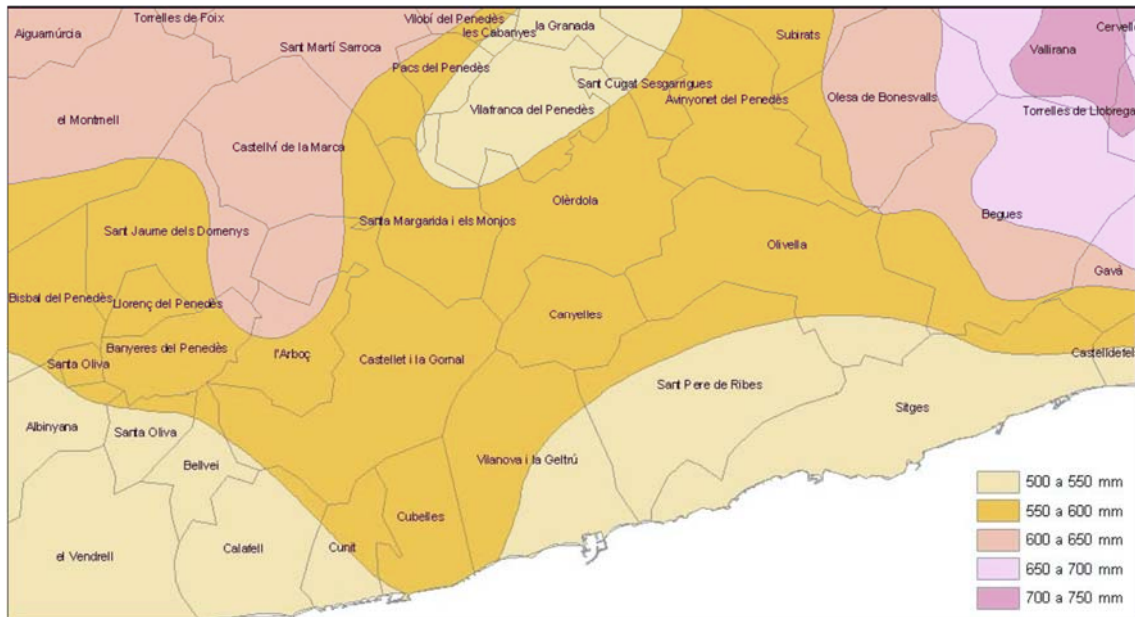 Torrelles de Foix
Vilobí del Penedès
la Granada
Aiguamúrcia
les Cabanyes
Subirats
Cervelló
Sant Martí Sarroca
Vallirana
Pacs del Penedès
Sant Cugat Sesgarrigues
Avinyonet del Penedès
Olesa de Bonesvalls
Vilafranca del Penedès
Torrelles de Llobrega
el Montmell
Castellví de la Marca
Olèrdola
Santa Margarida i els Monjos
Begues
Sant Jaume dels Domenys
Olivella
Gavà
Bisbal del Penedès
Llorenç del Penedès
Canyelles
Banyeres del Penedès
l'Arboç
Castellet i la Gornal
Castelldefels
Santa Oliva
Sant Pere de Ribes
Sitges
Albinyana
Santa Oliva
Bellvei
Vilanova i la Geltrú
500 a 550 mm
550 a 600 mm
Cubelles
600 a 650 mm
el Vendrell
Calafell
Cunit
650 a 700 mm
700 a 750 mm